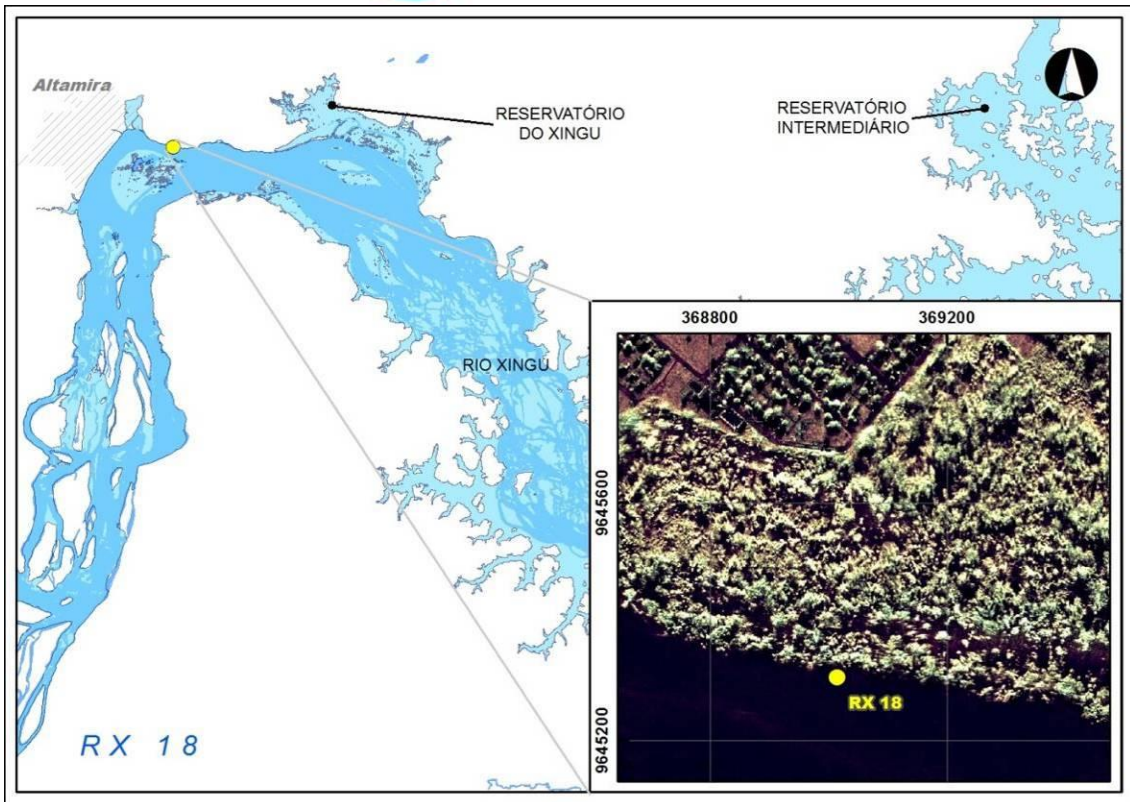 Altamira
RESERVATÓRIO
DO XINGU
RESERVATÓRIO
INTERMEDIÁRIO
RIO XINGU
368800
369200
9645600
9645200
RX 18
RX 18